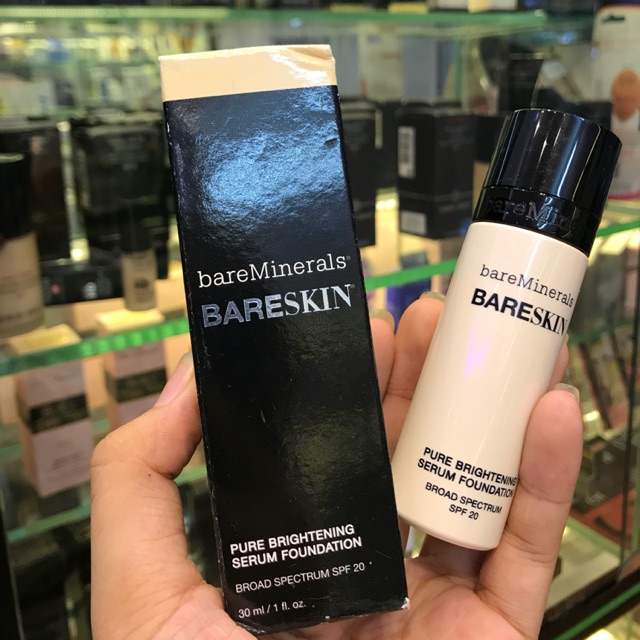 bareMinerals®
BARESKIN®
PURE BRIGHTENING
SERUM FOUNDATION
BROAD SPECTRUM SPF 20
30 ml / 1 fl. oz.
bareMinerals
bareMinerals
BARESKIN
PURE BRIGHTENING
SERUM FOUNDATION
BROAD SPECTRUM
SPF 20